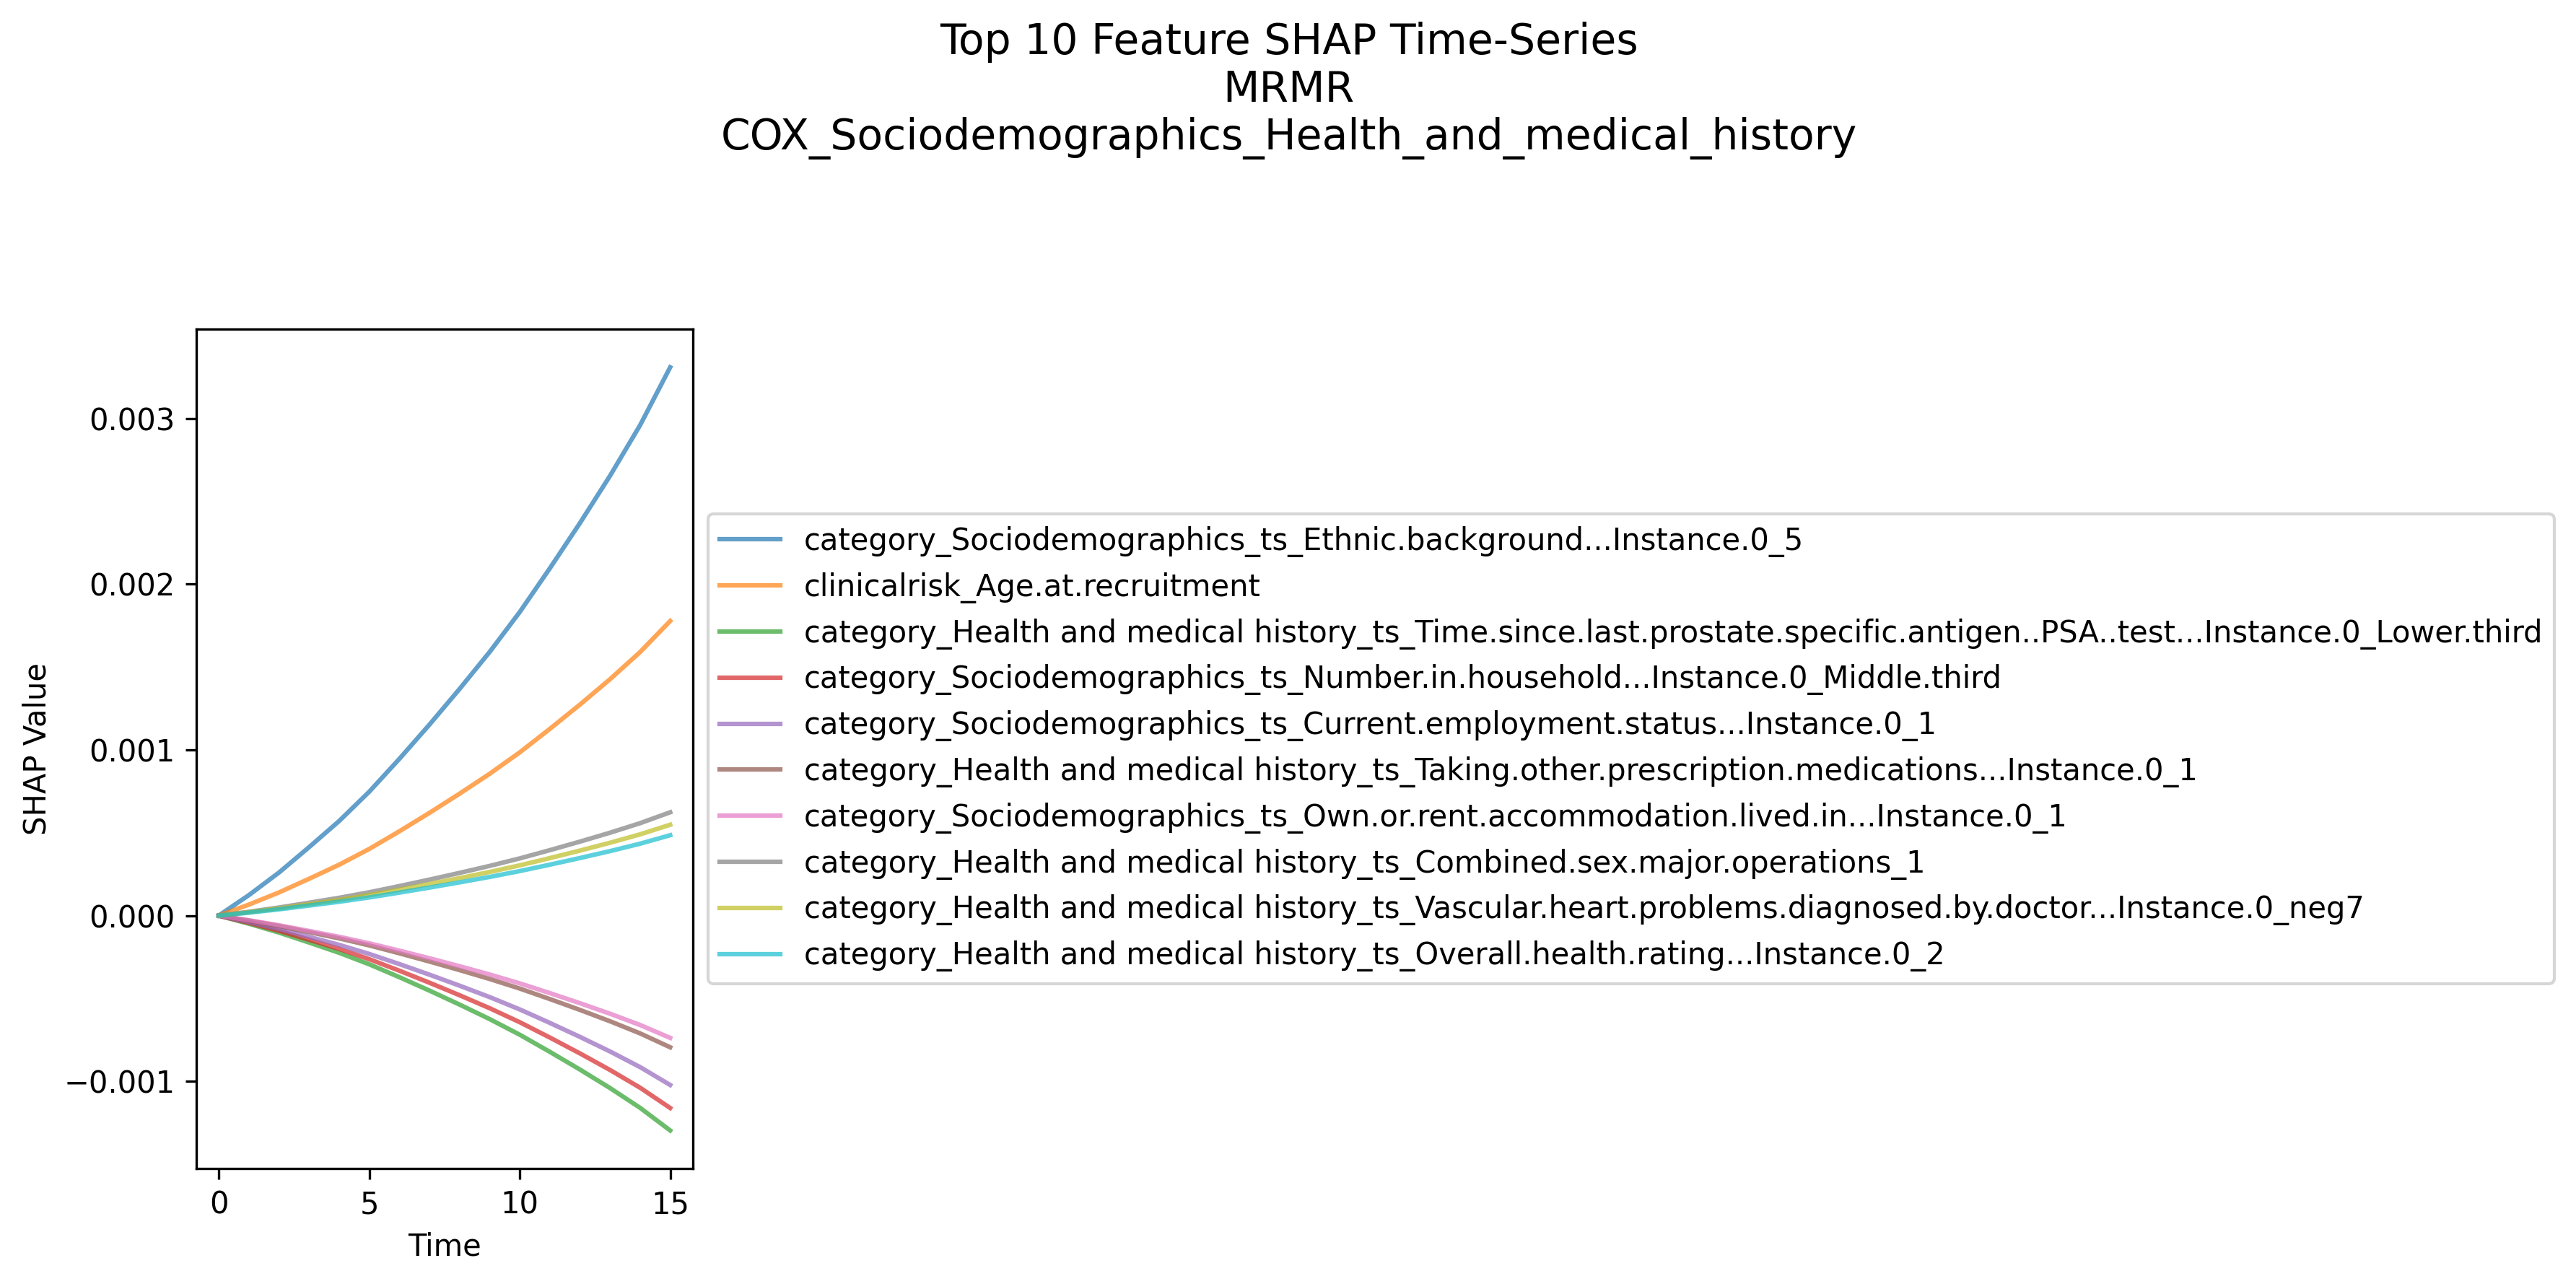 Top 10 Feature SHAP Time-Series
MRMR
COX_Sociodemographics_Health_and_medical_history
SHAP Value
0.003
0.002
0.001
0.000
−0.001
0 5 10 15
Time
category_Sociodemographics_ts_Ethnic.background...Instance.0_5
clinicalrisk_Age.at.recruitment
category_Health and medical history_ts_Time.since.last.prostate.specific.antigen..PSA..test...Instance.0_Lower.third
category_Sociodemographics_ts_Number.in.household...Instance.0_Middle.third
category_Sociodemographics_ts_Current.employment.status...Instance.0_1
category_Health and medical history_ts_Taking.other.prescription.medications...Instance.0_1
category_Sociodemographics_ts_Own.or.rent.accommodation.lived.in...Instance.0_1
category_Health and medical history_ts_Combined.sex.major.operations_1
category_Health and medical history_ts_Vascular.heart.problems.diagnosed.by.doctor...Instance.0_neg7
category_Health and medical history_ts_Overall.health.rating...Instance.0_2